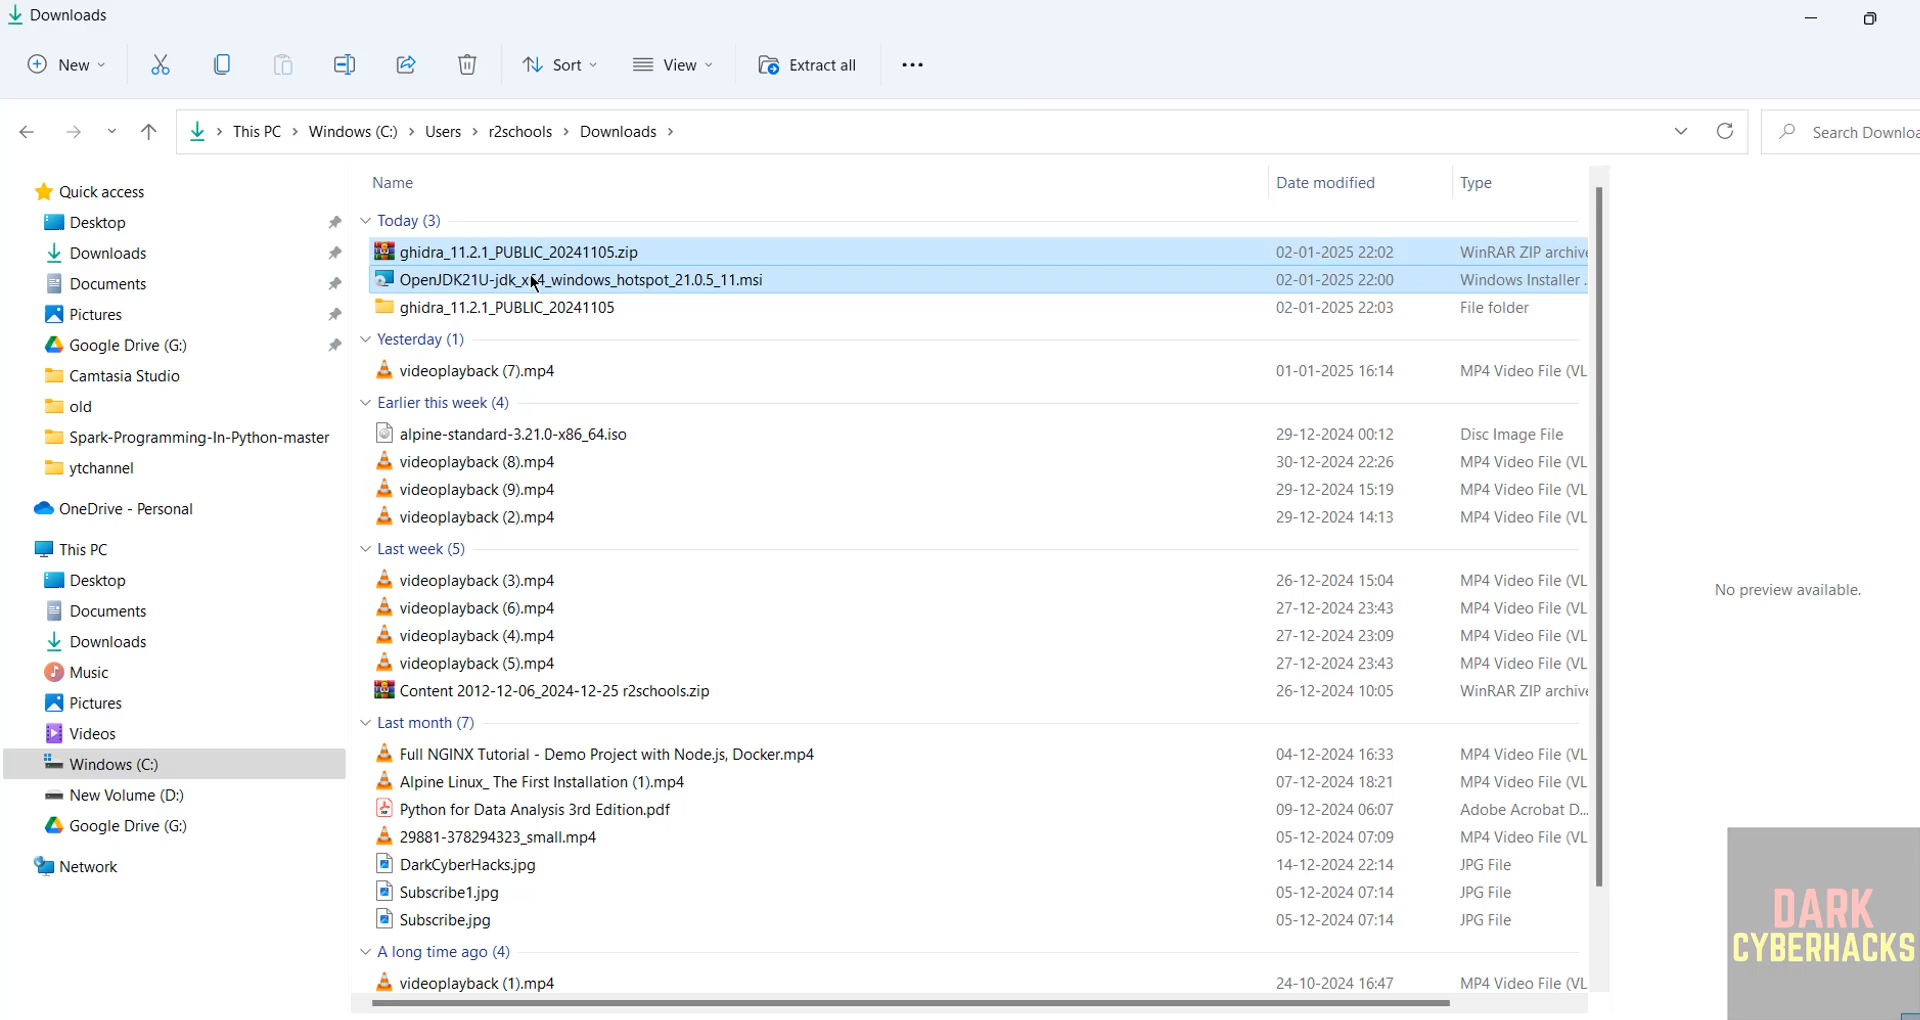 Downloads
New
Sort
View
Extract all
This PC > Windows (C:) > Users > r2schools > Downloads >
Search Downloa
Quick access
Desktop
Downloads
Documents
Pictures
Google Drive (G:)
Camtasia Studio
old
Spark-Programming-In-Python-master
ytchannel
OneDrive - Personal
This PC
Desktop
Documents
Downloads
Music
Pictures
Videos
Windows (C:)
New Volume (D:)
Google Drive (G:)
Network
Name Date modified Type
Today (3)
ghidra_11.2.1_PUBLIC_20241105.zip 02-01-2025 22:02 WinRAR ZIP archive
OpenJDK21U-jdk_x64_windows_hotspot_21.0.5_11.msi 02-01-2025 22:00 Windows Installer .
ghidra_11.2.1_PUBLIC_20241105 02-01-2025 22:03 File folder
Yesterday (1)
videoplayback (7).mp4 01-01-2025 16:14 MP4 Video File (VL
Earlier this week (4)
alpine-standard-3.21.0-x86_64.iso 29-12-2024 00:12 Disc Image File
videoplayback (8).mp4 30-12-2024 22:26 MP4 Video File (VL
videoplayback (9).mp4 29-12-2024 15:19 MP4 Video File (VL
videoplayback (2).mp4 29-12-2024 14:13 MP4 Video File (VL
Last week (5)
videoplayback (3).mp4 26-12-2024 15:04 MP4 Video File (VL
videoplayback (6).mp4 27-12-2024 23:43 MP4 Video File (VL
videoplayback (4).mp4 27-12-2024 23:09 MP4 Video File (VL
videoplayback (5).mp4 27-12-2024 23:43 MP4 Video File (VL
Content 2012-12-06_2024-12-25 r2schools.zip 26-12-2024 10:05 WinRAR ZIP archive
Last month (7)
Full NGINX Tutorial - Demo Project with Node.js, Docker.mp4 04-12-2024 16:33 MP4 Video File (VL
Alpine Linux_ The First Installation (1).mp4 07-12-2024 18:21 MP4 Video File (VL
Python for Data Analysis 3rd Edition.pdf 09-12-2024 06:07 Adobe Acrobat D...
29881-378294323_small.mp4 05-12-2024 07:09 MP4 Video File (VL
DarkCyberHacks.jpg 14-12-2024 22:14 JPG File
Subscribe1.jpg 05-12-2024 07:14 JPG File
Subscribe.jpg 05-12-2024 07:14 JPG File
A long time ago (4)
videoplayback (1).mp4 24-10-2024 16:47 MP4 Video File (VL
No preview available.
DARK
CYBERHACKS